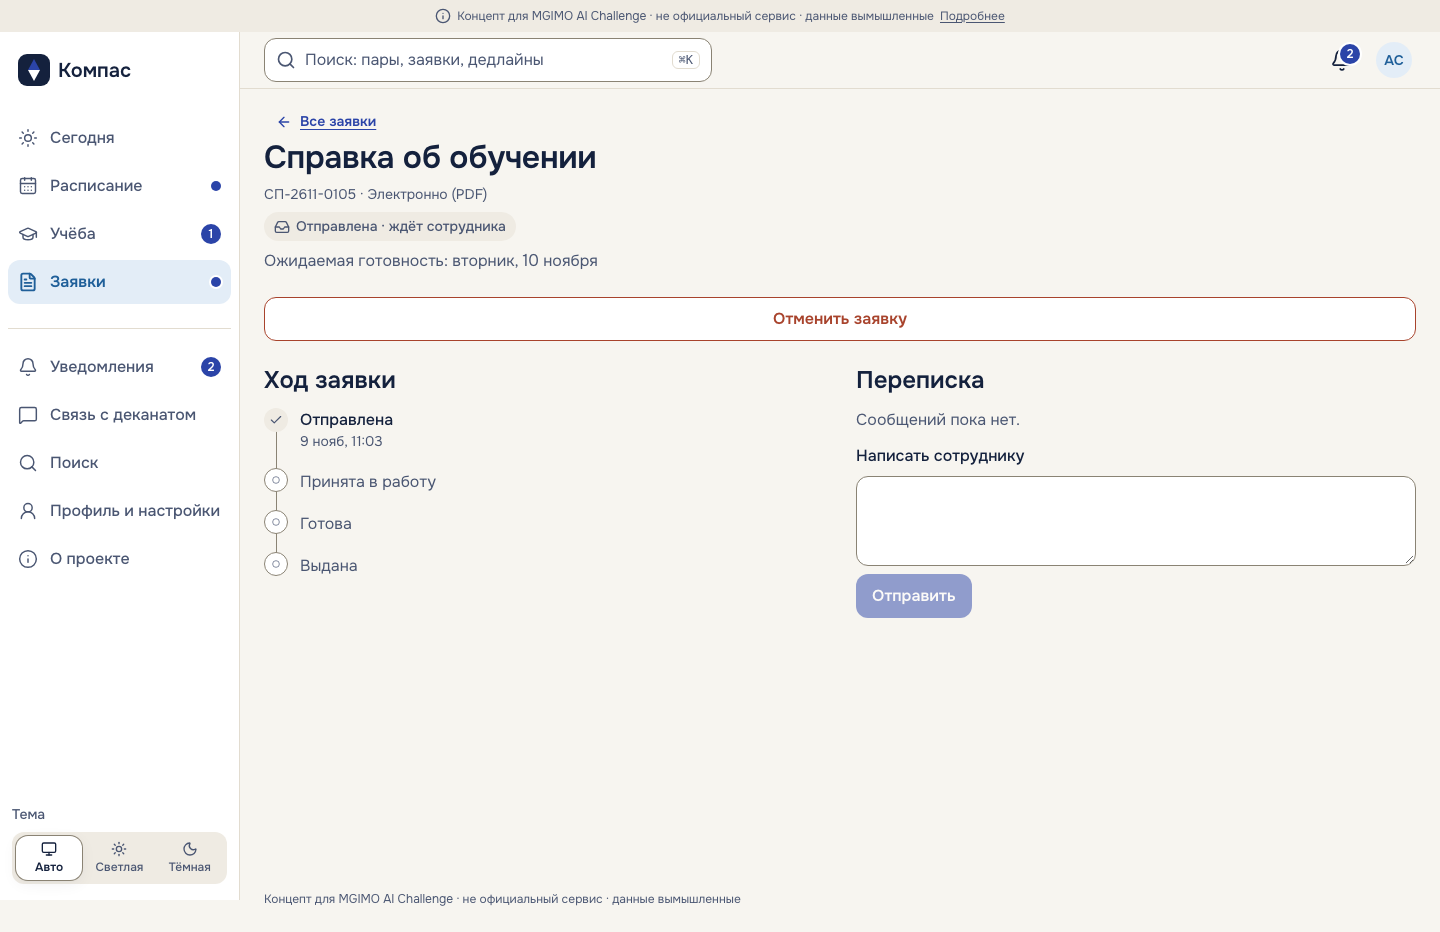 Концепт для MGIMO AI Challenge · не официальный сервис · данные вымышленные Подробнее
Компас
Поиск: пары, заявки, дедлайны ⌘K
2
АС
Сегодня
Расписание
Учёба 1
Заявки
Уведомления 2
Связь с деканатом
Поиск
Профиль и настройки
О проекте
Тема
Авто
Светлая
Тёмная
Все заявки
Справка об обучении
СП-2611-0105 · Электронно (PDF)
Отправлена · ждёт сотрудника
Ожидаемая готовность: вторник, 10 ноября
Отменить заявку
Ход заявки
Отправлена
9 нояб, 11:03
Принята в работу
Готова
Выдана
Переписка
Сообщений пока нет.
Написать сотруднику
Отправить
Концепт для MGIMO AI Challenge · не официальный сервис · данные вымышленные